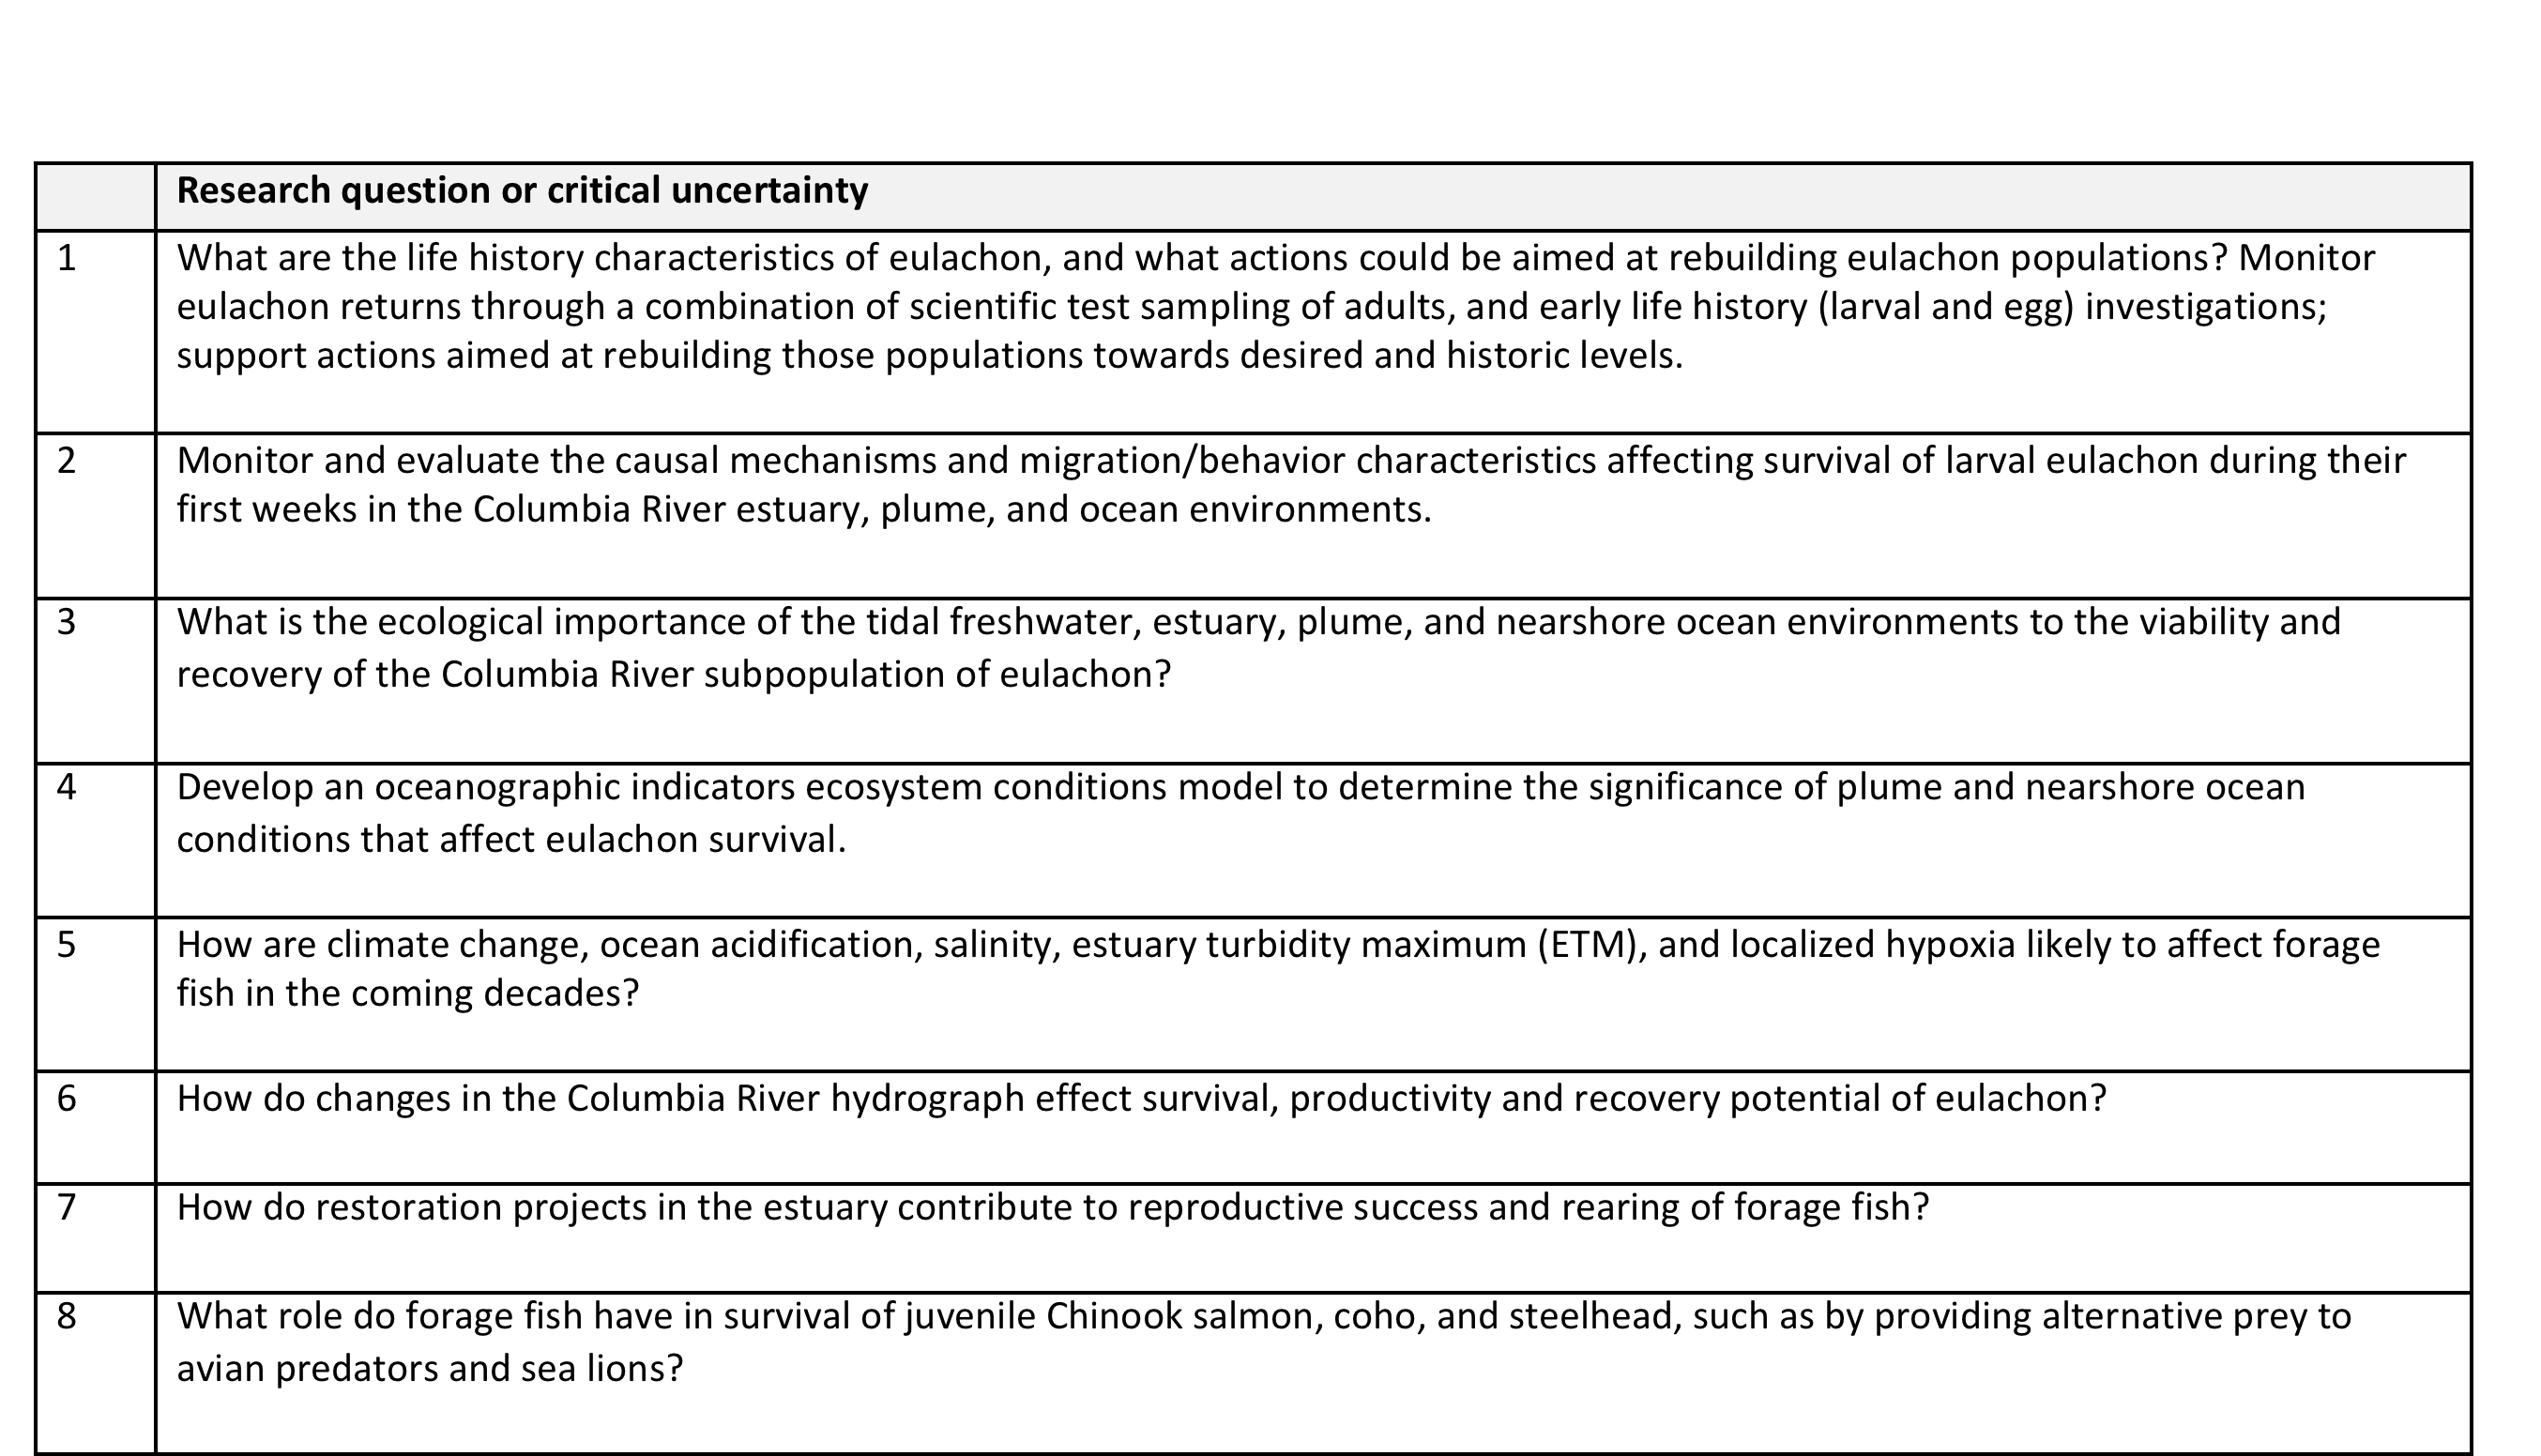 Research question or critical uncertainty
1
What are the life history characteristics of eulachon, and what actions could be aimed at rebuilding eulachon populations? Monitor
eulachon returns through a combination of scientific test sampling of adults, and early life history (larval and egg) investigations;
support actions aimed at rebuilding those populations towards desired and historic levels.
2
Monitor and evaluate the causal mechanisms and migration/behavior characteristics affecting survival of larval eulachon during their
first weeks in the Columbia River estuary, plume, and ocean environments.
3
What is the ecological importance of the tidal freshwater, estuary, plume, and nearshore ocean environments to the viability and
recovery of the Columbia River subpopulation of eulachon?
4
Develop an oceanographic indicators ecosystem conditions model to determine the significance of plume and nearshore ocean
conditions that affect eulachon survival.
5
How are climate change, ocean acidification, salinity, estuary turbidity maximum (ETM), and localized hypoxia likely to affect forage
fish in the coming decades?
6
How do changes in the Columbia River hydrograph effect survival, productivity and recovery potential of eulachon?
7
How do restoration projects in the estuary contribute to reproductive success and rearing of forage fish?
8
What role do forage fish have in survival of juvenile Chinook salmon, coho, and steelhead, such as by providing alternative prey to
avian predators and sea lions?